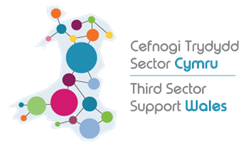 Cefnogi Trydydd
Sector Cymru
Third Sector
Support Wales